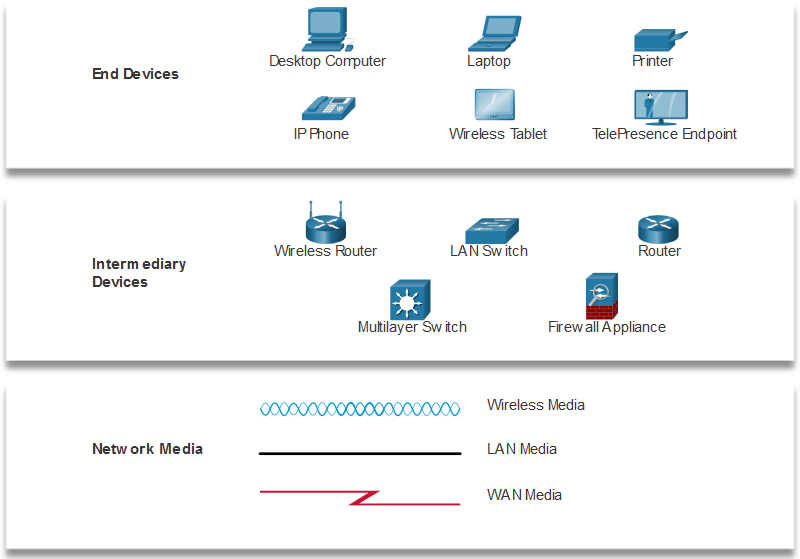 Desktop Computer
Laptop
Printer
End Devices
IP Phone
Wireless Tablet
TelePresence Endpoint
Wireless Router
LAN Switch
Router
Intermediary
Devices
Multilayer Switch
Firewall Appliance
Wireless Media
Network Media
LAN Media
WAN Media